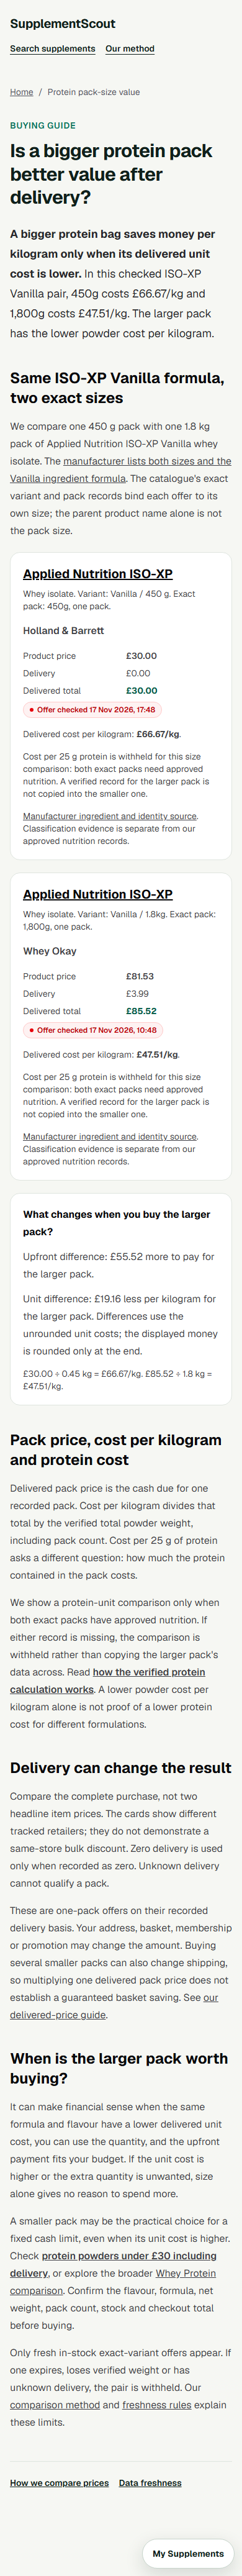 SupplementScout
Search supplements Our method
Home / Protein pack-size value
BUYING GUIDE
Is a bigger protein pack
better value after
delivery?
A bigger protein bag saves money per
kilogram only when its delivered unit
cost is lower. In this checked ISO-XP
Vanilla pair, 450g costs £66.67/kg and
1,800g costs £47.51/kg. The larger pack
has the lower powder cost per kilogram.
Same ISO-XP Vanilla formula,
two exact sizes
We compare one 450 g pack with one 1.8 kg
pack of Applied Nutrition ISO-XP Vanilla whey
isolate. The manufacturer lists both sizes and the
Vanilla ingredient formula. The catalogue's exact
variant and pack records bind each offer to its
own size; the parent product name alone is not
the pack size.
Applied Nutrition ISO-XP
Whey isolate. Variant: Vanilla / 450 g. Exact
pack: 450g, one pack.
Holland & Barrett
Product price £30.00
Delivery £0.00
Delivered total £30.00
Offer checked 17 Nov 2026, 17:48
Delivered cost per kilogram: £66.67/kg.
Cost per 25 g protein is withheld for this size
comparison: both exact packs need approved
nutrition. A verified record for the larger pack is
not copied into the smaller one.
Manufacturer ingredient and identity source.
Classification evidence is separate from our
approved nutrition records.
Applied Nutrition ISO-XP
Whey isolate. Variant: Vanilla / 1.8kg. Exact pack:
1,800g, one pack.
Whey Okay
Product price £81.53
Delivery £3.99
Delivered total £85.52
Offer checked 17 Nov 2026, 10:48
Delivered cost per kilogram: £47.51/kg.
Cost per 25 g protein is withheld for this size
comparison: both exact packs need approved
nutrition. A verified record for the larger pack is
not copied into the smaller one.
Manufacturer ingredient and identity source.
Classification evidence is separate from our
approved nutrition records.
What changes when you buy the larger
pack?
Upfront difference: £55.52 more to pay for
the larger pack.
Unit difference: £19.16 less per kilogram for
the larger pack. Differences use the
unrounded unit costs; the displayed money
is rounded only at the end.
£30.00 ÷ 0.45 kg = £66.67/kg. £85.52 ÷ 1.8 kg =
£47.51/kg.
Pack price, cost per kilogram
and protein cost
Delivered pack price is the cash due for one
recorded pack. Cost per kilogram divides that
total by the verified total powder weight,
including pack count. Cost per 25 g of protein
asks a different question: how much the protein
contained in the pack costs.
We show a protein-unit comparison only when
both exact packs have approved nutrition. If
either record is missing, the comparison is
withheld rather than copying the larger pack's
data across. Read how the verified protein
calculation works. A lower powder cost per
kilogram alone is not proof of a lower protein
cost for different formulations.
Delivery can change the result
Compare the complete purchase, not two
headline item prices. The cards show different
tracked retailers; they do not demonstrate a
same-store bulk discount. Zero delivery is used
only when recorded as zero. Unknown delivery
cannot qualify a pack.
These are one-pack offers on their recorded
delivery basis. Your address, basket, membership
or promotion may change the amount. Buying
several smaller packs can also change shipping,
so multiplying one delivered pack price does not
establish a guaranteed basket saving. See our
delivered-price guide.
When is the larger pack worth
buying?
It can make financial sense when the same
formula and flavour have a lower delivered unit
cost, you can use the quantity, and the upfront
payment fits your budget. If the unit cost is
higher or the extra quantity is unwanted, size
alone gives no reason to spend more.
A smaller pack may be the practical choice for a
fixed cash limit, even when its unit cost is higher.
Check protein powders under £30 including
delivery, or explore the broader Whey Protein
comparison. Confirm the flavour, formula, net
weight, pack count, stock and checkout total
before buying.
Only fresh in-stock exact-variant offers appear. If
one expires, loses verified weight or has
unknown delivery, the pair is withheld. Our
comparison method and freshness rules explain
these limits.
How we compare prices Data freshness
My Supplements